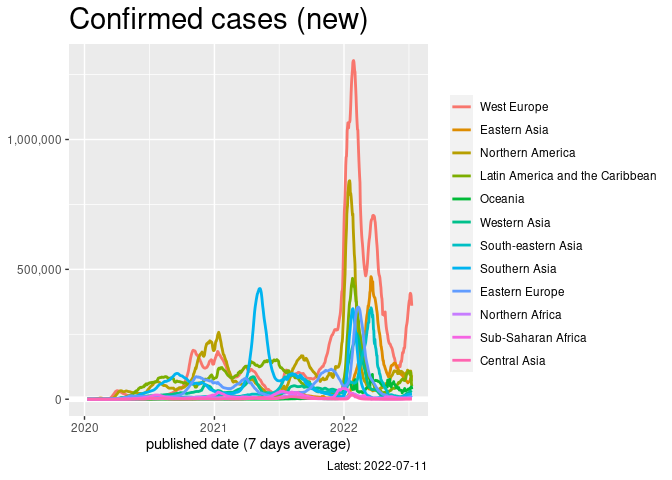 Confirmed cases (new)
1,000,000
500,000
0
2020
2021
2022
published date (7 days average)
Latest: 2022-07-11
West Europe
Eastern Asia
Northern America
Latin America and the Caribbean
Oceania
Western Asia
South-eastern Asia
Southern Asia
Eastern Europe
Northern Africa
Sub-Saharan Africa
Central Asia